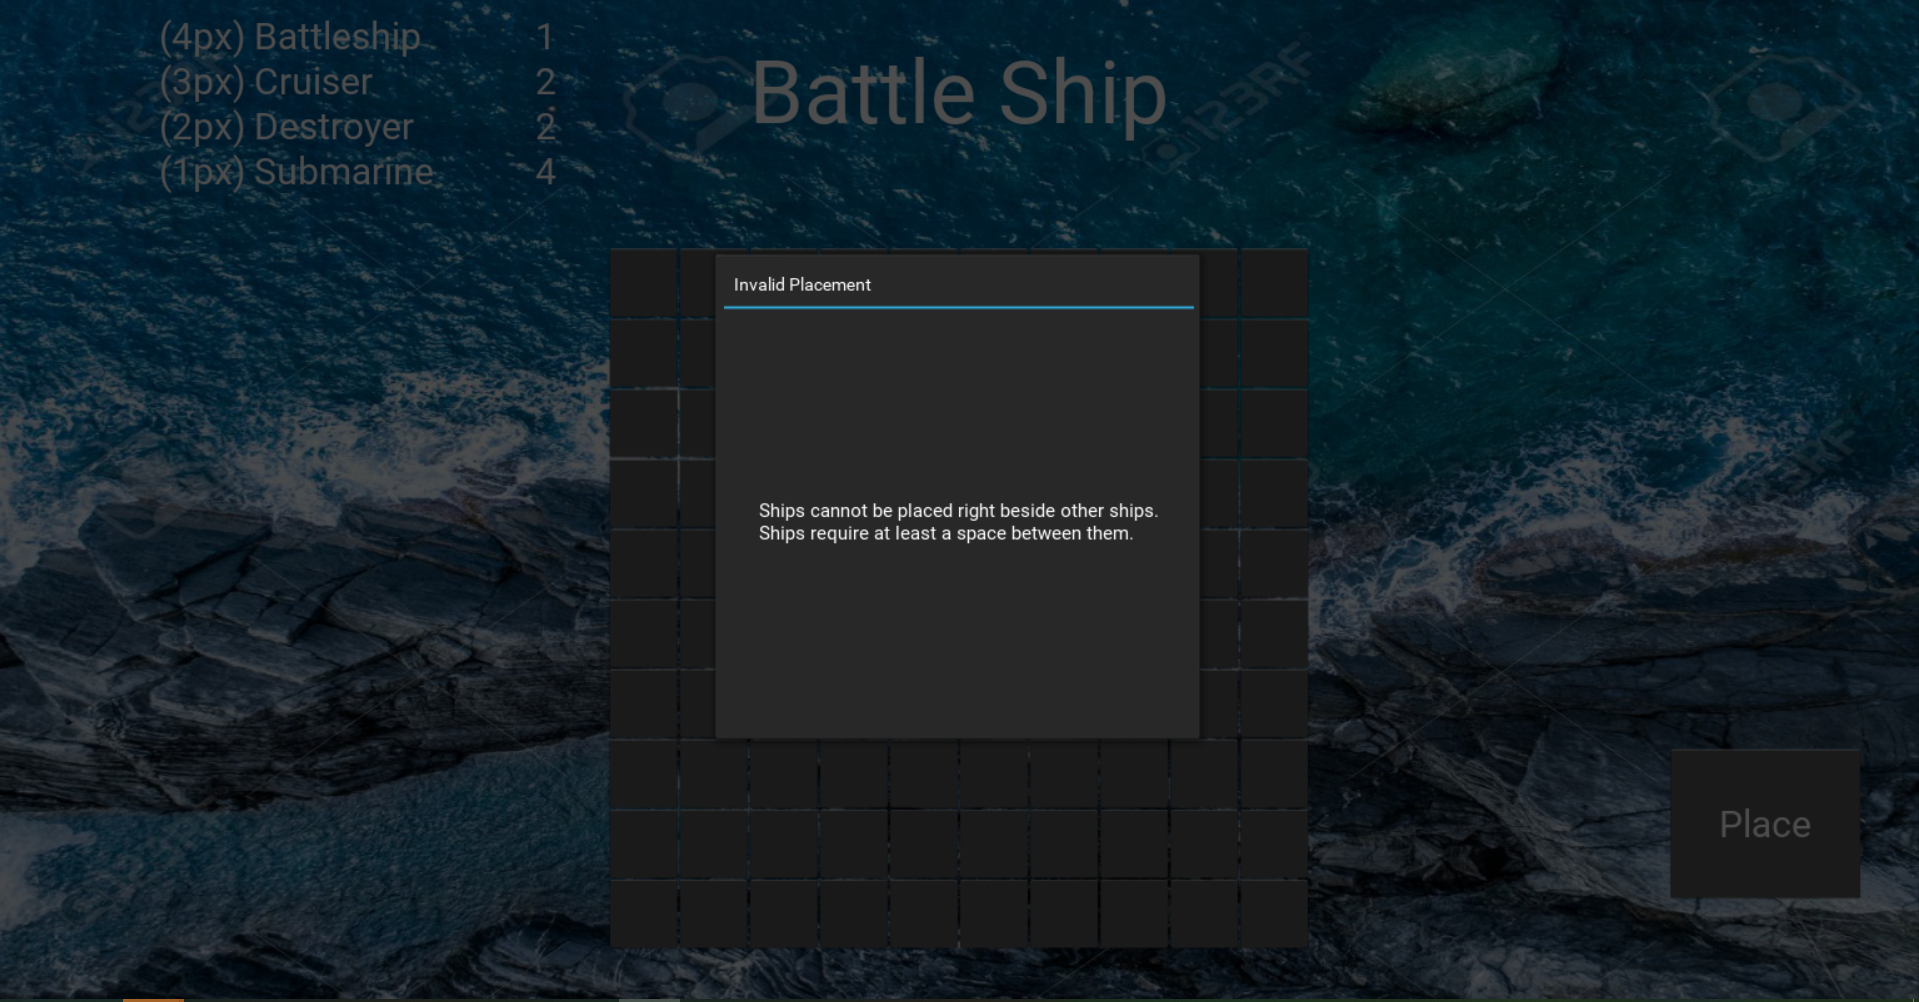 (4px) Battleship 1
(3px) Cruiser 2
(2px) Destroyer 2
(1px) Submarine 4
Battle Ship
123RF
Invalid Placement
Ships cannot be placed right beside other ships.
Ships require at least a space between them.
Place